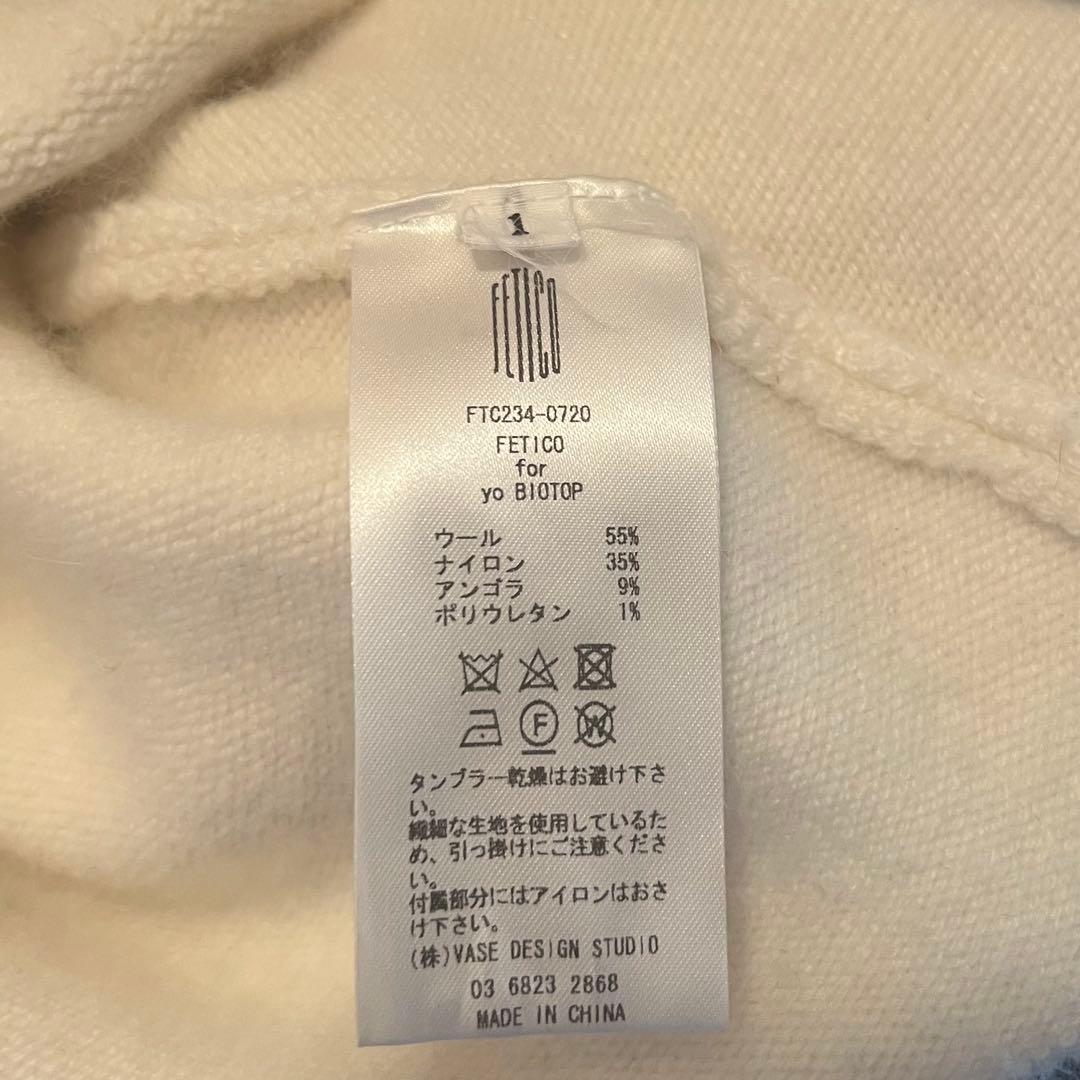 1
FETICO
FTC234-0720
FETICO
for
yo BIOTOP
ウール 55%
ナイロン 35%
アンゴラ 9%
ポリウレタン 1%
F
W
タンブラー乾燥はお避け下さ
い。
繊細な生地を使用しているた
め、引っ掛けにご注意くださ
い。
付属部分にはアイロンはおさ
け下さい。
(株)VASE DESIGN STUDIO
03 6823 2868
MADE IN CHINA